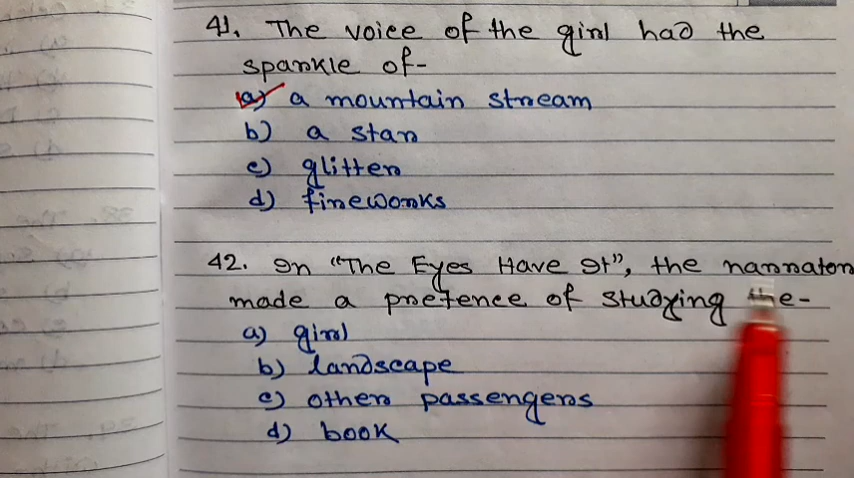 41. The voice of the girl had the
sparkle of-
a) a mountain stream
b) a star
c) glitter
d) fireworks
42. In "The Eyes Have It", the narrator
made a pretence of studying the-
a) girl
b) landscape
c) other passengers
d) book